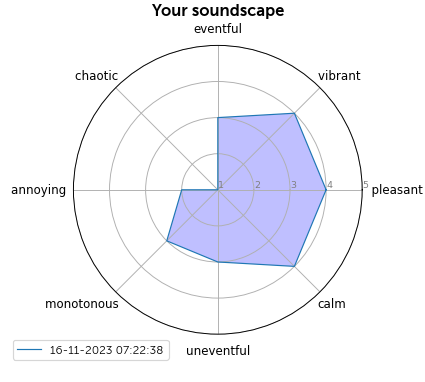 Your soundscape
eventful
chaotic
vibrant
annoying
1 2 3 4 5
pleasant
monotonous
calm
16-11-2023 07:22:38
uneventful